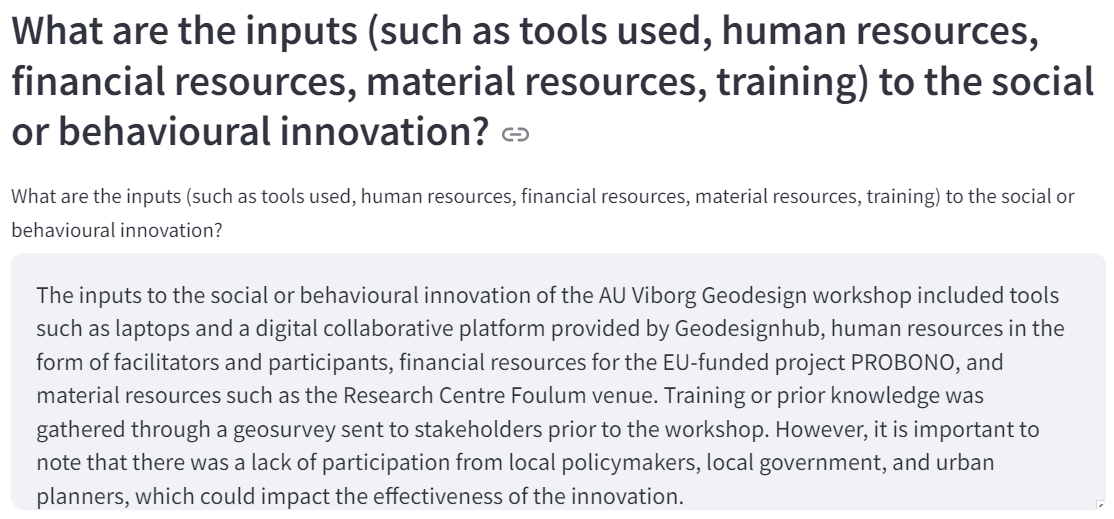 What are the inputs (such as tools used, human resources,
financial resources, material resources, training) to the social
or behavioural innovation?
What are the inputs (such as tools used, human resources, financial resources, material resources, training) to the social or
behavioural innovation?
The inputs to the social or behavioural innovation of the AU Viborg Geodesign workshop included tools
such as laptops and a digital collaborative platform provided by Geodesignhub, human resources in the
form of facilitators and participants, financial resources for the EU-funded project PROBONO, and
material resources such as the Research Centre Foulum venue. Training or prior knowledge was
gathered through a geosurvey sent to stakeholders prior to the workshop. However, it is important to
note that there was a lack of participation from local policymakers, local government, and urban
planners, which could impact the effectiveness of the innovation.